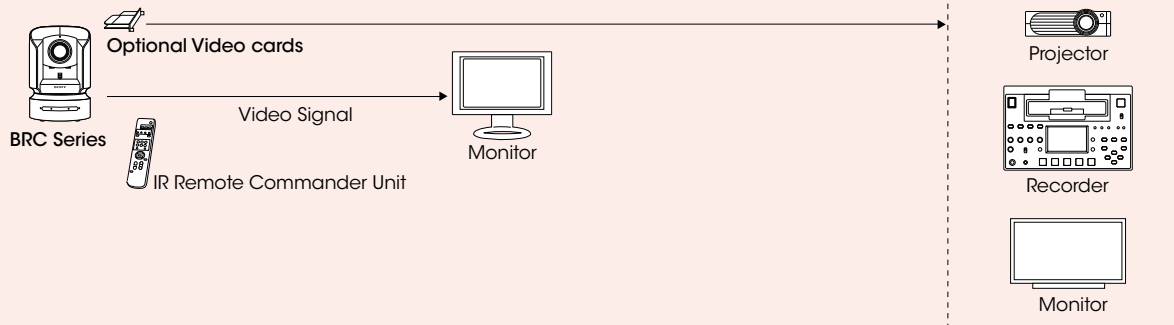 Optional Video cards
Projector
Video Signal
BRC Series
Monitor
IR Remote Commander Unit
Recorder
Monitor